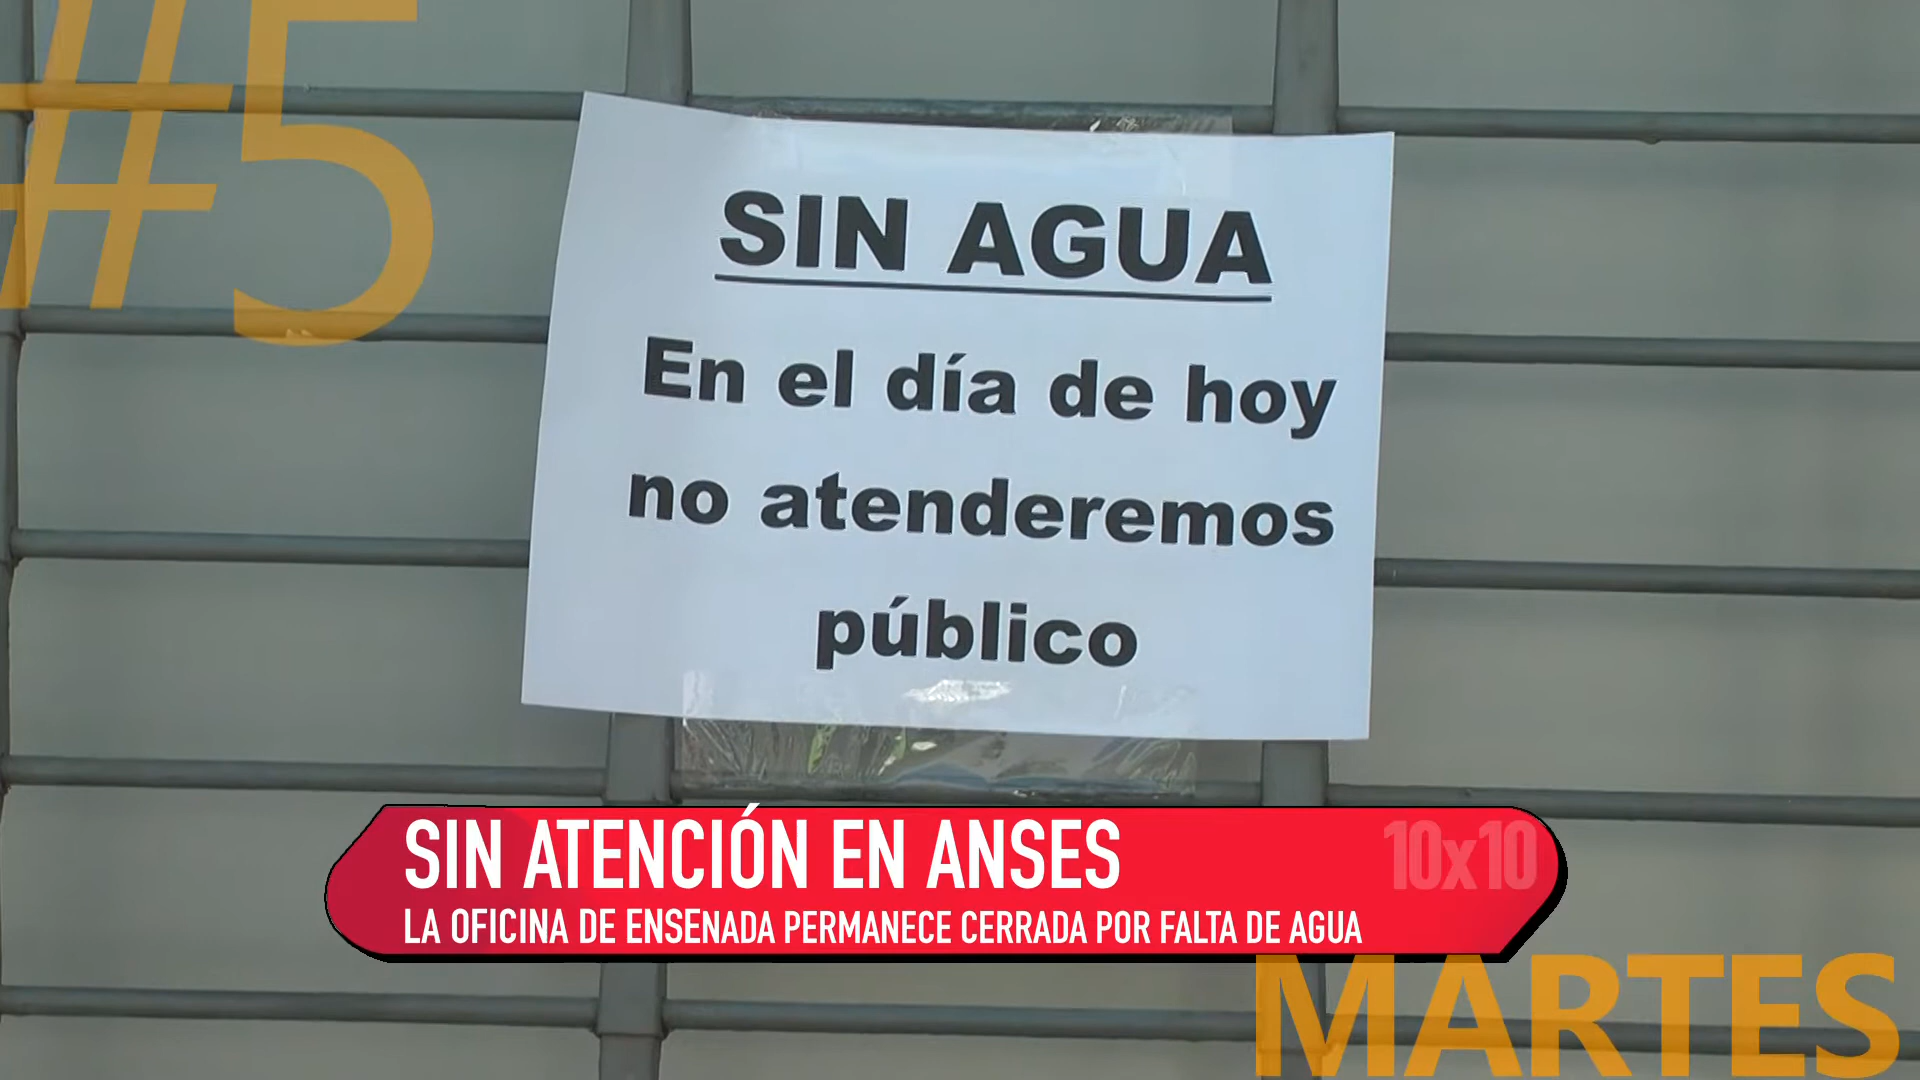 #5
SIN AGUA
En el día de hoy
no atenderemos
público
SIN ATENCIÓN EN ANSES
10x10
LA OFICINA DE ENSENADA PERMANECE CERRADA POR FALTA DE AGUA
MARTES